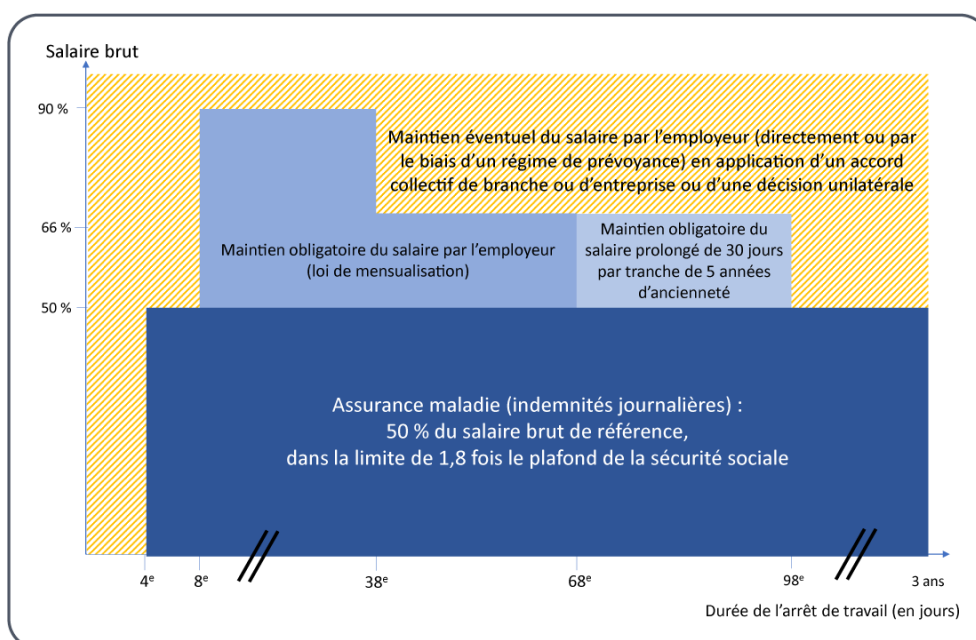 Salaire brut
90 %
Maintien éventuel du salaire par l'employeur (directement ou par
le biais d'un régime de prévoyance) en application d'un accord
collectif de branche ou d'entreprise ou d'une décision unilatérale
66 %
Maintien obligatoire du salaire par l'employeur
(loi de mensualisation)
Maintien obligatoire du
salaire prolongé de 30 jours
par tranche de 5 années
d'ancienneté
50 %
Assurance maladie (indemnités journalières) :
50 % du salaire brut de référence,
dans la limite de 1,8 fois le plafond de la sécurité sociale
4e 8e 38e 68e 98e 3 ans
Durée de l'arrêt de travail (en jours)